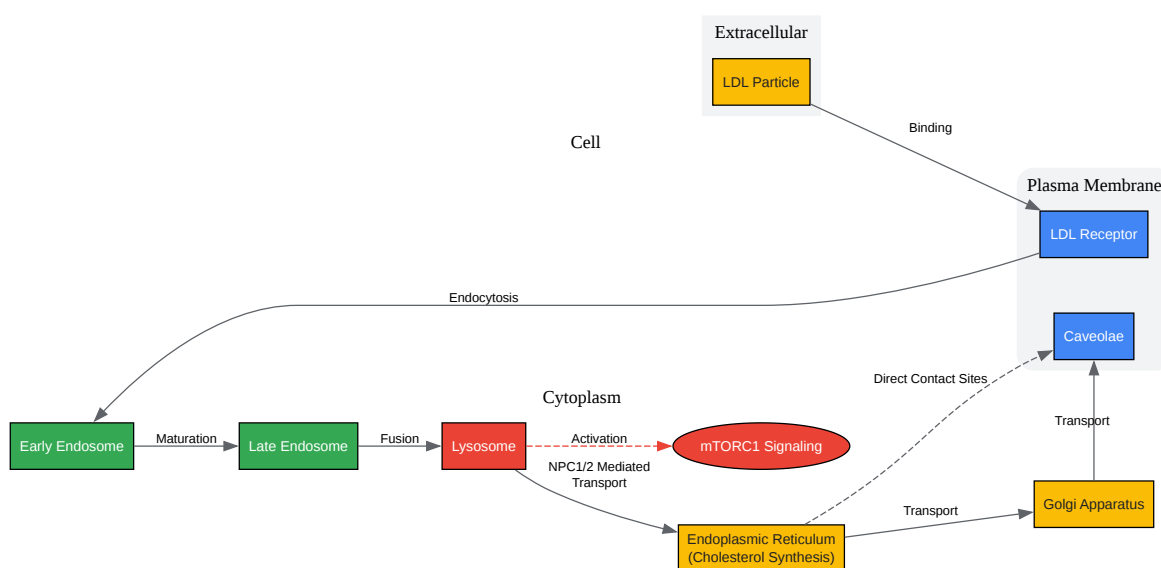 Extracellular
LDL Particle
Binding
Cell
Plasma Membrane
LDL Receptor
Endocytosis
Caveolae
Direct Contact Sites
Cytoplasm
Transport
Early Endosome
Maturation
Late Endosome
Fusion
Lysosome
Activation
mTORC1 Signaling
NPC1/2 Mediated
Transport
Golgi Apparatus
Transport
Endoplasmic Reticulum
(Cholesterol Synthesis)